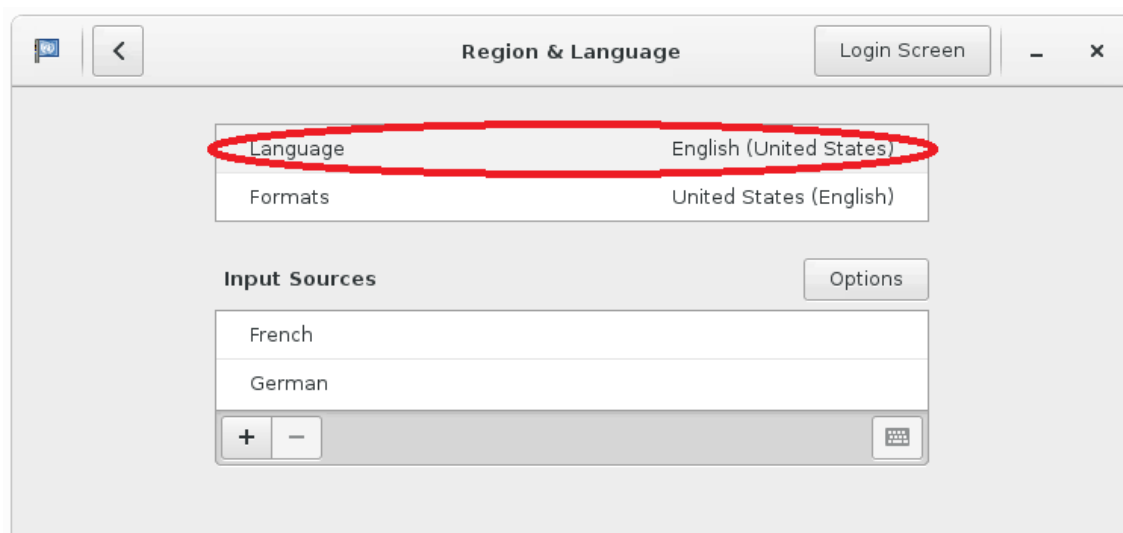 Region & Language
Login Screen
Language English (United States)
Formats United States (English)
Input Sources
Options
French
German